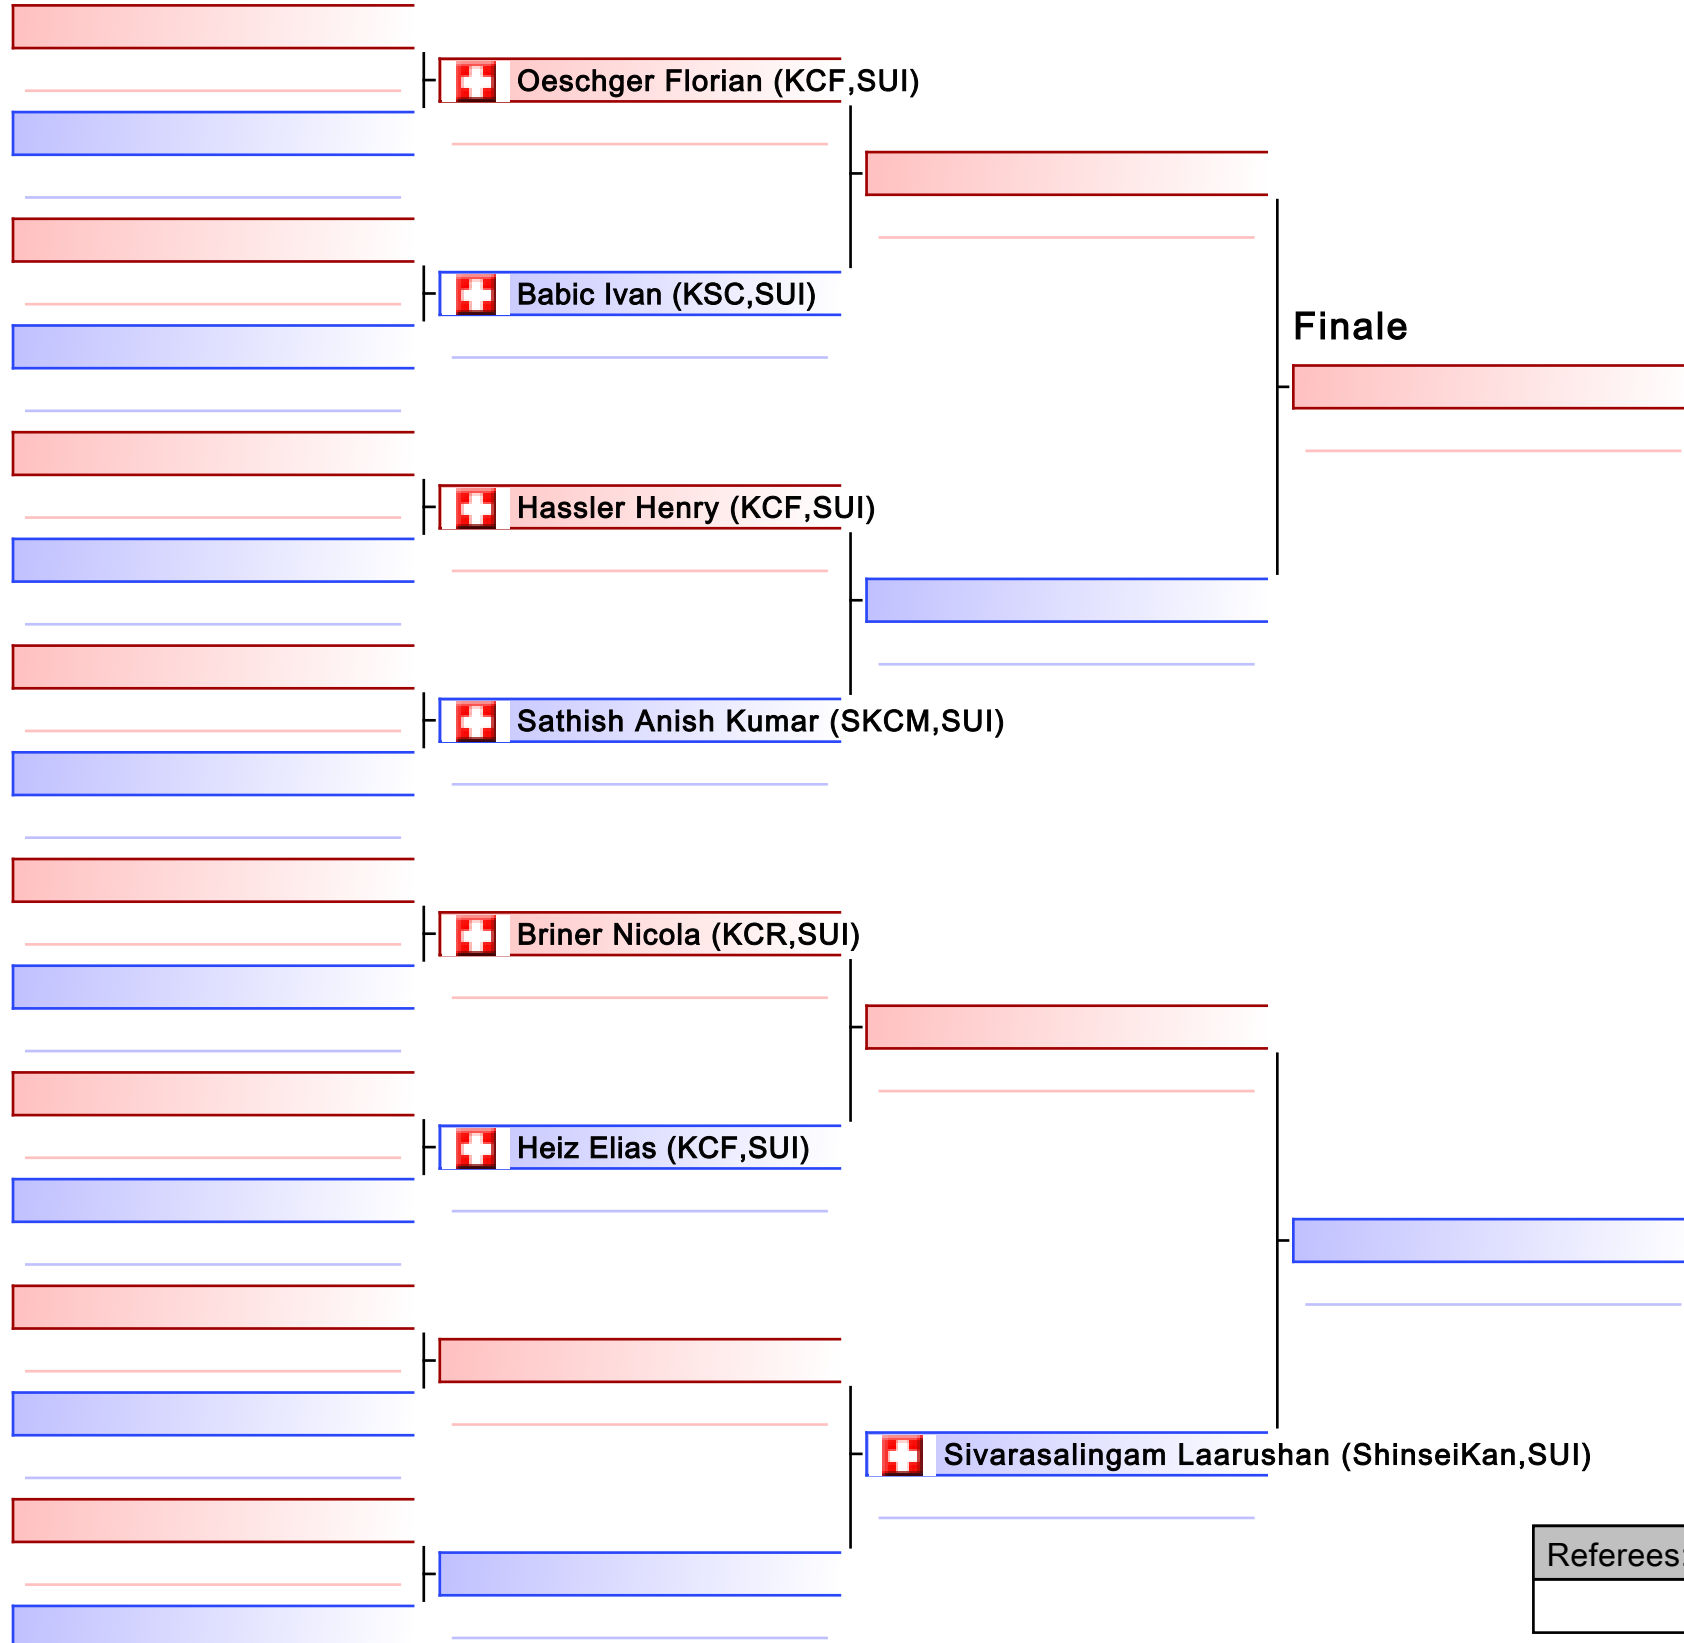 Oeschger Florian (KCF,SUI)
Babic Ivan (KSC,SUI)
Finale
Hassler Henry (KCF,SUI)
Sathish Anish Kumar (SKCM,SUI)
Briner Nicola (KCR,SUI)
Heiz Elias (KCF,SUI)
Sivarasalingam Laarushan (ShinseiKan,SUI)
Referees: